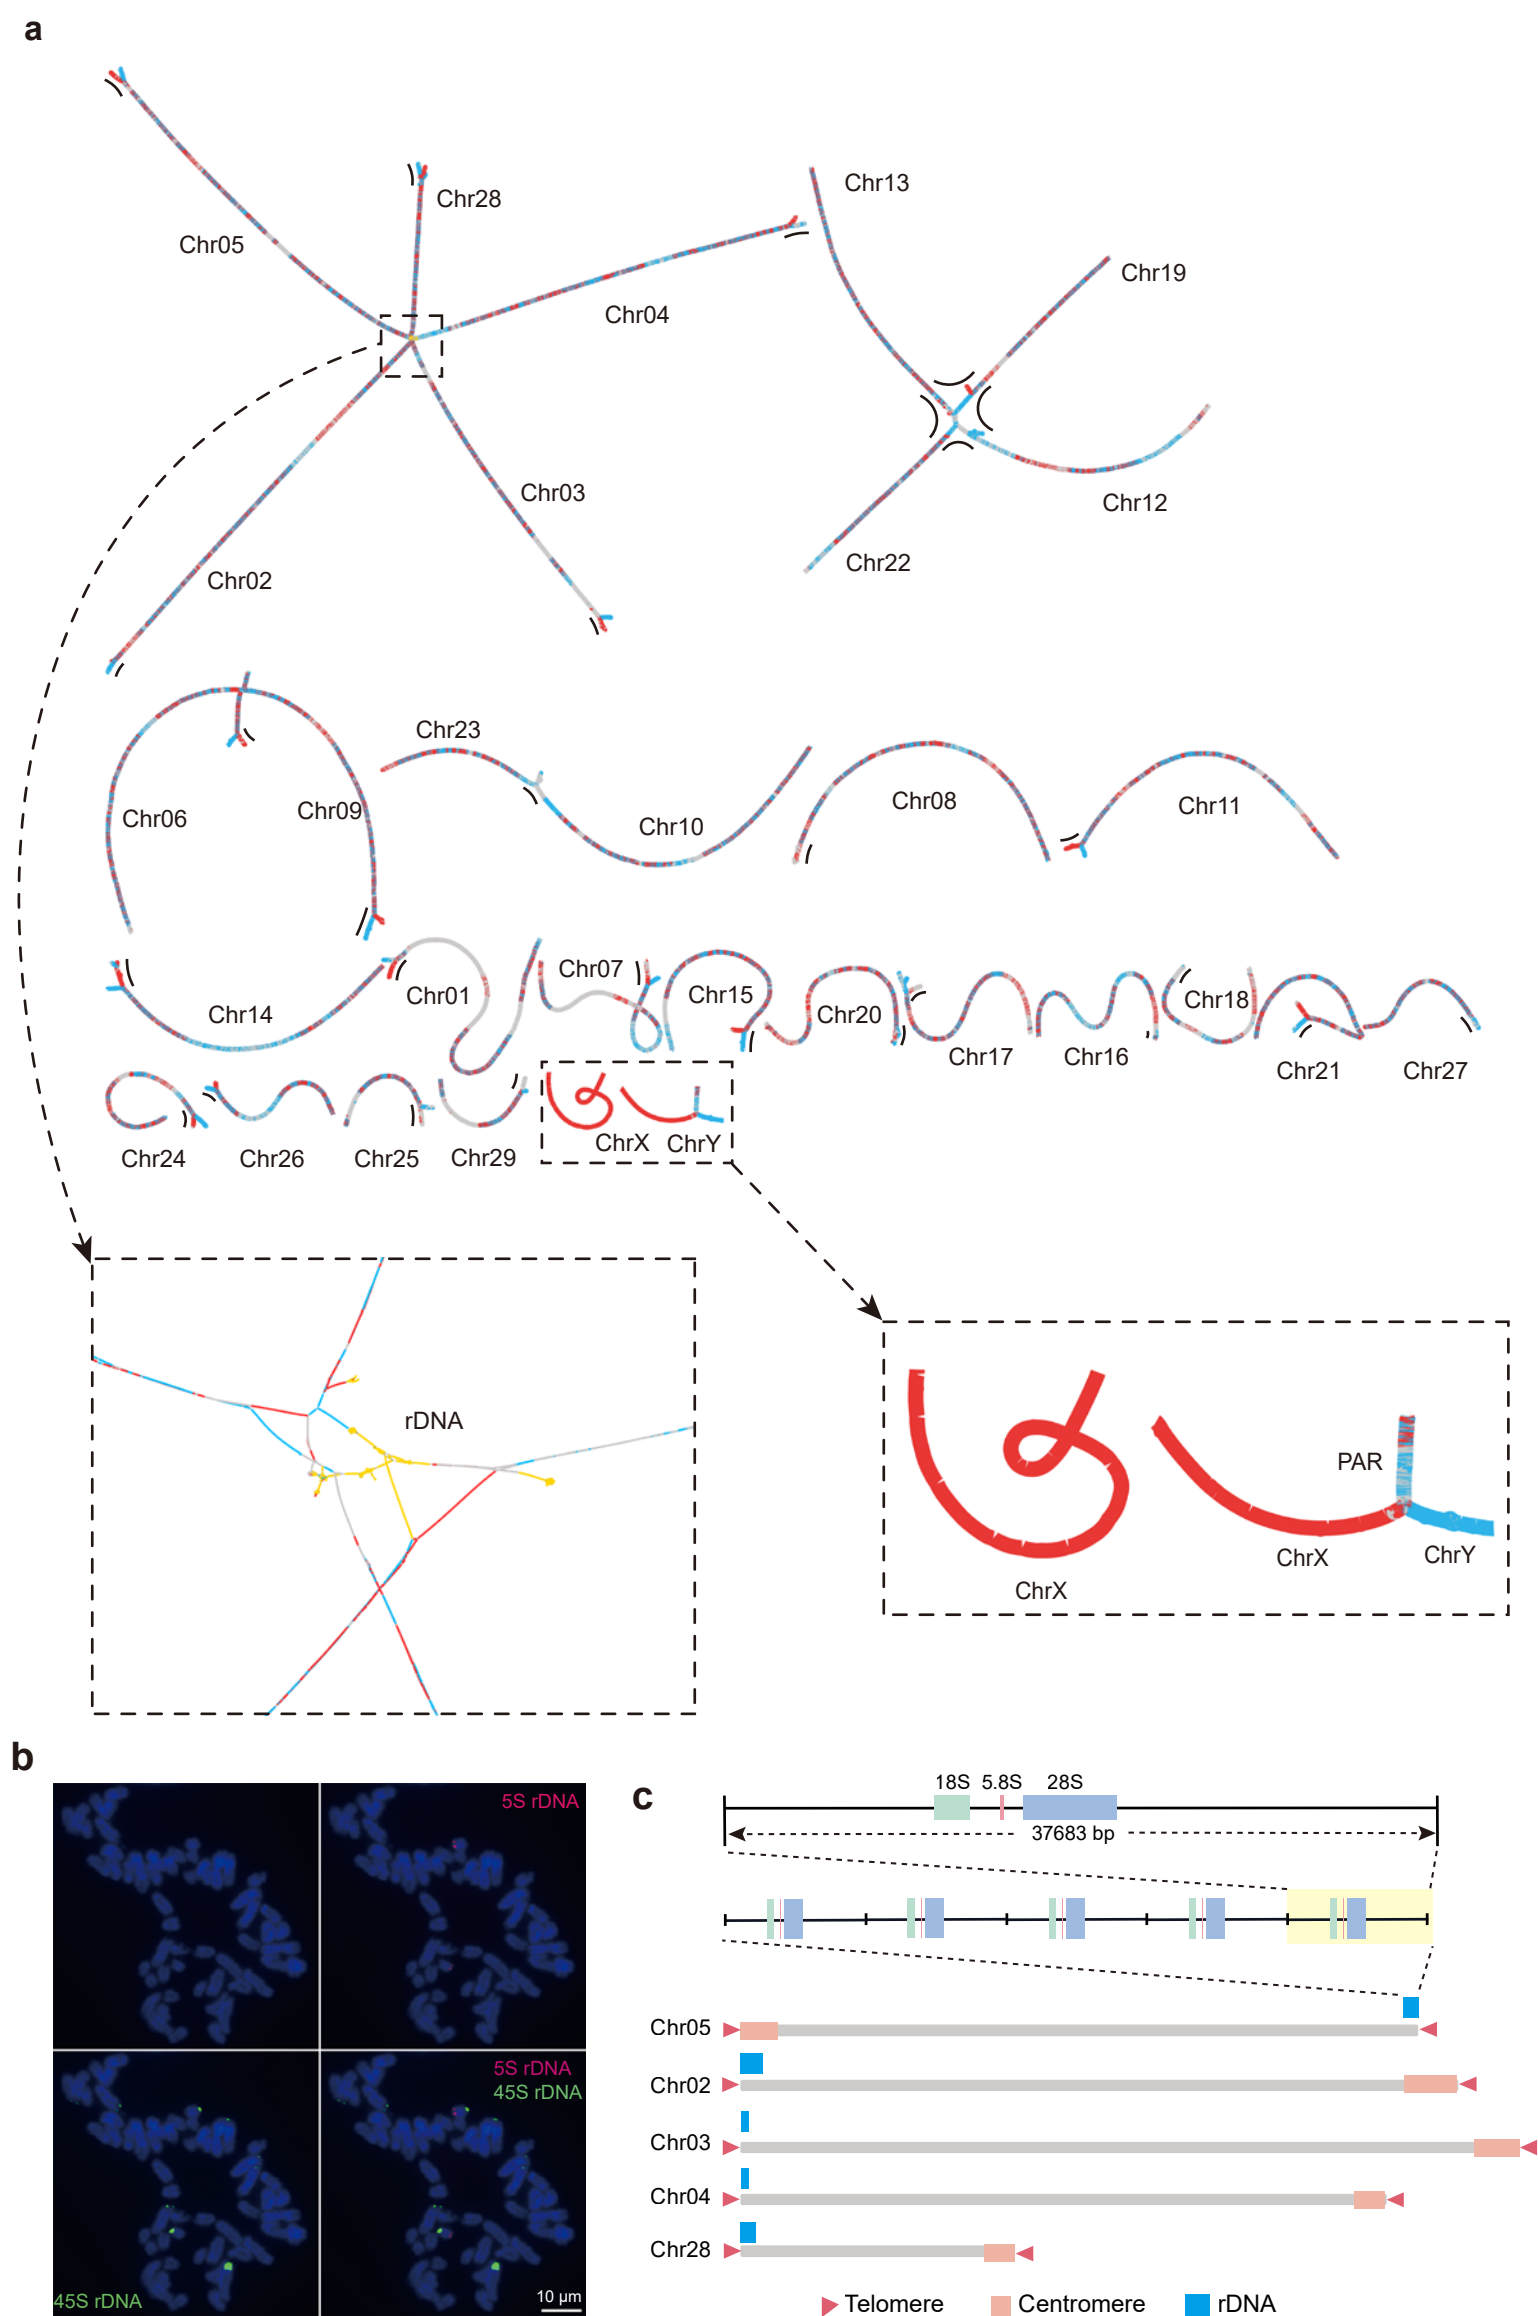 a
Chr05
Chr28
Chr04
Chr13
Chr19
Chr03
Chr12
Chr02
Chr22
Chr23
Chr06
Chr09
Chr10
Chr08
Chr11
Chr14
Chr01
Chr07
Chr15
Chr20
Chr17
Chr16
Chr18
Chr21
Chr27
Chr24
Chr26
Chr25
Chr29
ChrX
ChrY
rDNA
PAR
ChrX
ChrX
ChrY
b
5S rDNA
5S rDNA
45S rDNA
45S rDNA
10 μm
c
18S 5.8S 28S
37683 bp
Chr05
Chr02
Chr03
Chr04
Chr28
Telomere Centromere rDNA